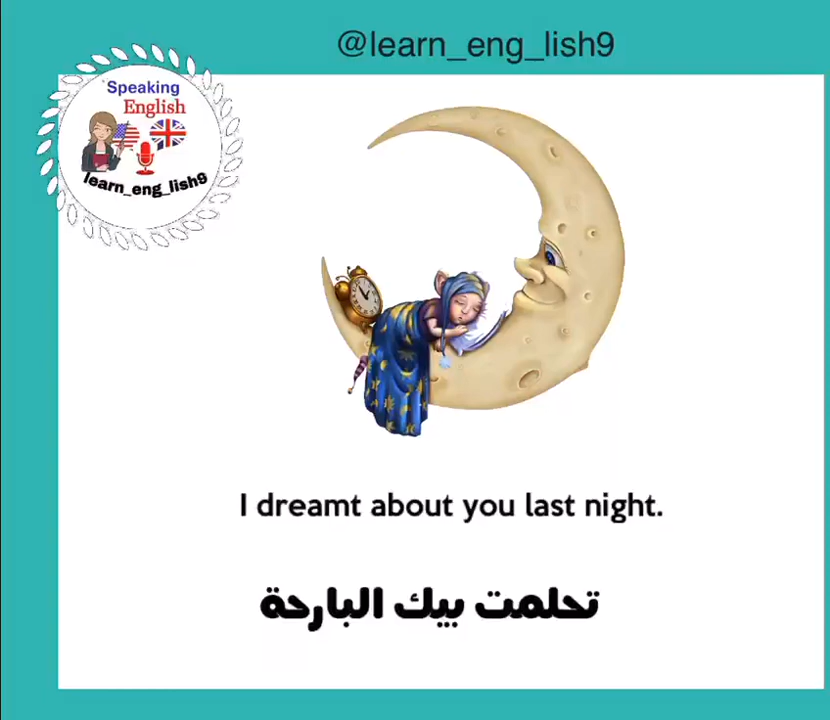 @learn_eng_lish9
Speaking
English
learn_eng_lish9
I dreamt about you last night.
تحلمت بيك البارحة